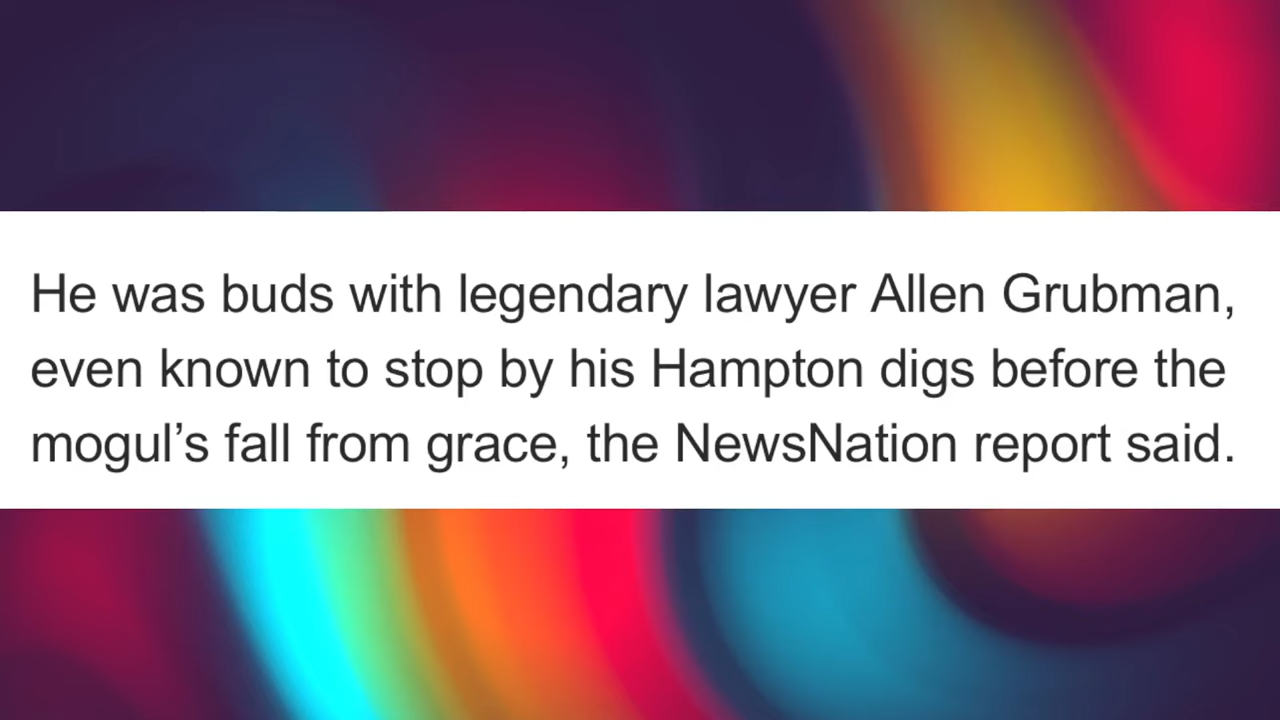 He was buds with legendary lawyer Allen Grubman,
even known to stop by his Hampton digs before the
mogul’s fall from grace, the NewsNation report said.